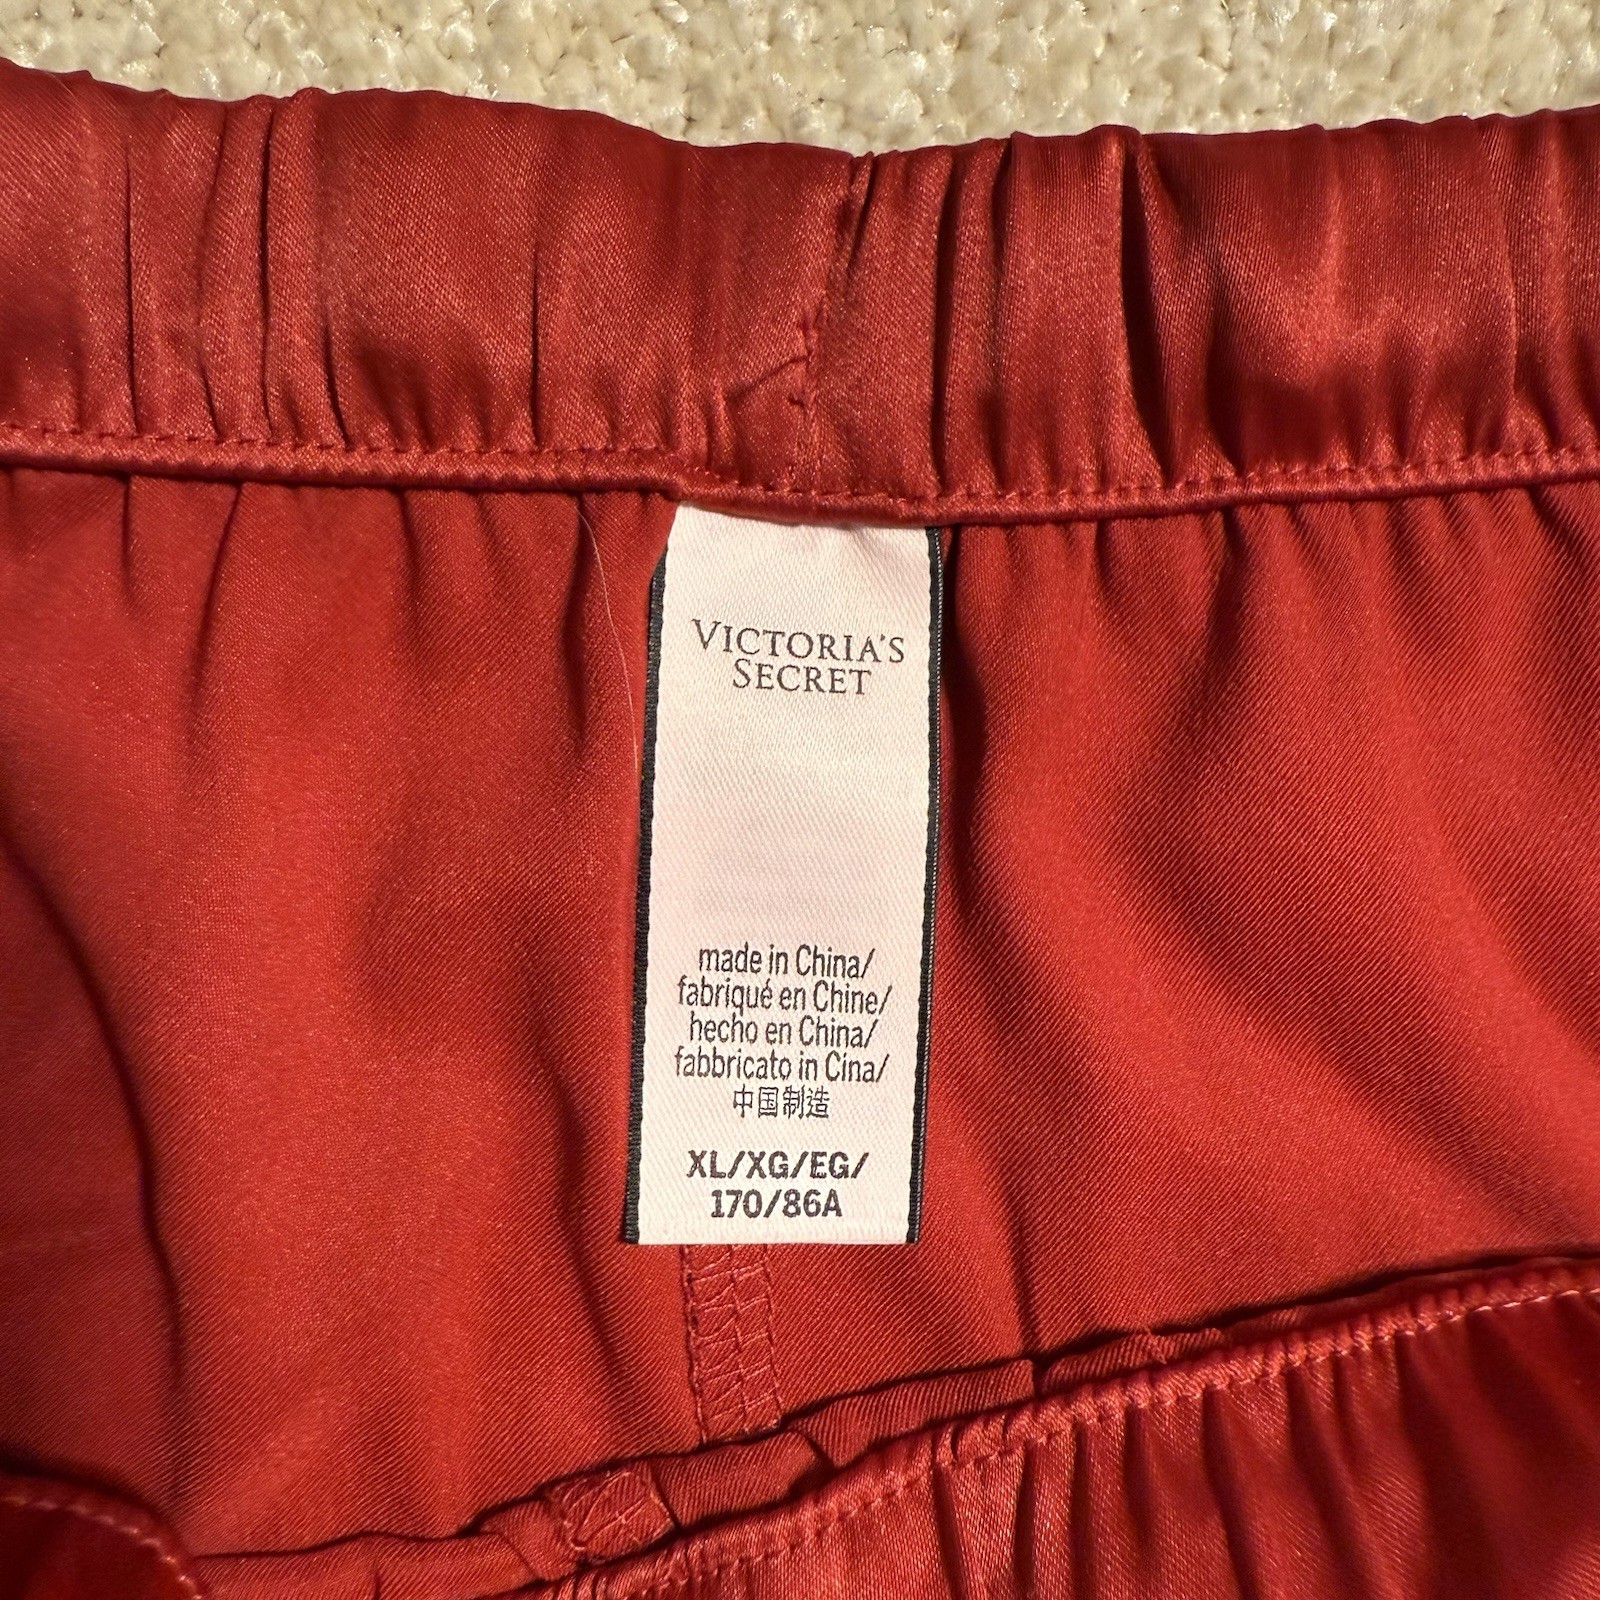 VICTORIA'S
SECRET
made in China/
fabriqué en Chine/
hecho en China/
fabbricato in Cina/
中国制造
XL/XG/EG/
170/86A